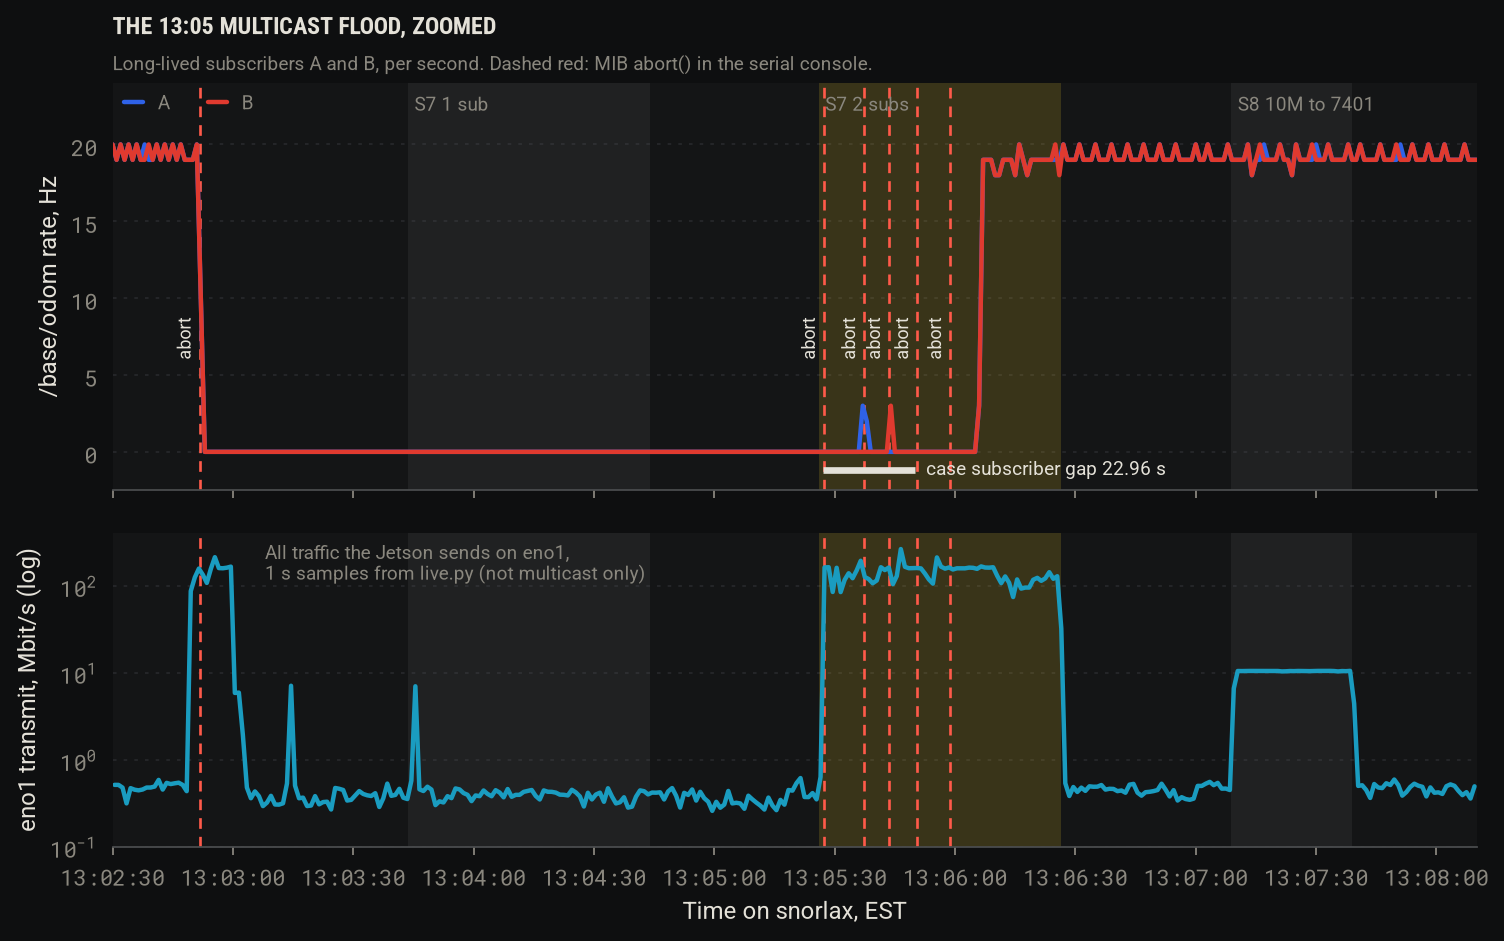 THE 13:05 MULTICAST FLOOD, ZOOMED
Long-lived subscribers A and B, per second. Dashed red: MIB abort() in the serial console.
A
B
S7 1 sub
S7 2 subs
S8 10M to 7401
/base/odom rate, Hz
20
15
10
5
0
abort
abort
abort
abort
abort
abort
case subscriber gap 22.96 s
All traffic the Jetson sends on eno1,
1 s samples from live.py (not multicast only)
eno1 transmit, Mbit/s (log)
10²
10¹
10⁰
10⁻¹
13:02:30 13:03:00 13:03:30 13:04:00 13:04:30 13:05:00 13:05:30 13:06:00 13:06:30 13:07:00 13:07:30 13:08:00
Time on snorlax, EST